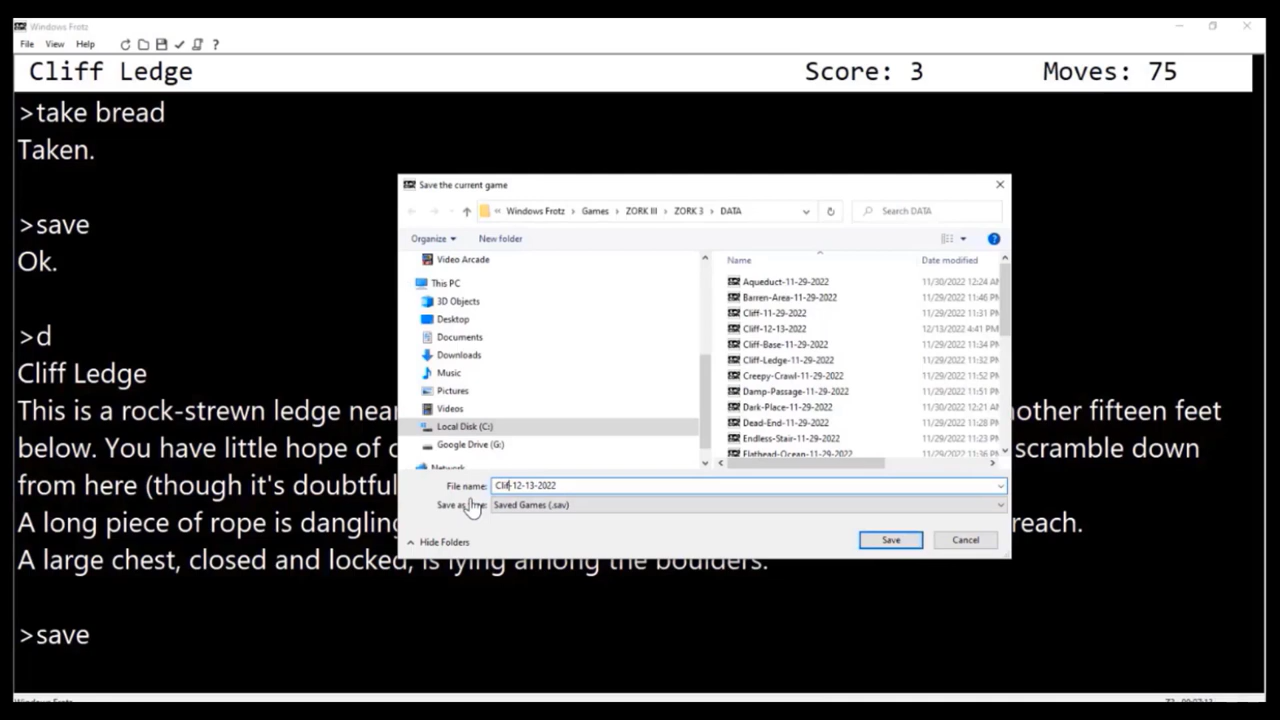 Windows Frotz
File View Help
Cliff Ledge Score: 3 Moves: 75
>take bread
Taken.
>save
Ok.
>d
Cliff Ledge
This is a rock-strewn ledge near
other fifteen feet
below. You have little hope of
scramble down
from here (though it's doubtful
A long piece of rope is dangling
reach.
A large chest, closed and locked, is lying among the boulders.
>save
Save the current game
« Windows Frotz > Games > ZORK III > ZORK 3 > DATA
Search DATA
Organize New folder
Video Arcade
This PC
3D Objects
Desktop
Documents
Downloads
Music
Pictures
Videos
Local Disk (C:)
Google Drive (G:)
Network
Name Date modified
Aqueduct-11-29-2022 11/30/2022 12:24 AM
Barren-Area-11-29-2022 11/29/2022 11:46 PM
Cliff-11-29-2022 11/29/2022 11:31 PM
Cliff-12-13-2022 12/13/2022 4:41 PM
Cliff-Base-11-29-2022 11/29/2022 11:34 PM
Cliff-Ledge-11-29-2022 11/29/2022 11:32 PM
Creepy-Crawl-11-29-2022 11/29/2022 11:52 PM
Damp-Passage-11-29-2022 11/29/2022 11:51 PM
Dark-Place-11-29-2022 11/30/2022 12:21 AM
Dead-End-11-29-2022 11/29/2022 11:28 PM
Endless-Stair-11-29-2022 11/29/2022 11:23 PM
Flathead-Ocean-11-29-2022 11/29/2022 11:36 PM
File name: Clif-12-13-2022
Save as Saved Games (.sav)
Hide Folders
Save Cancel